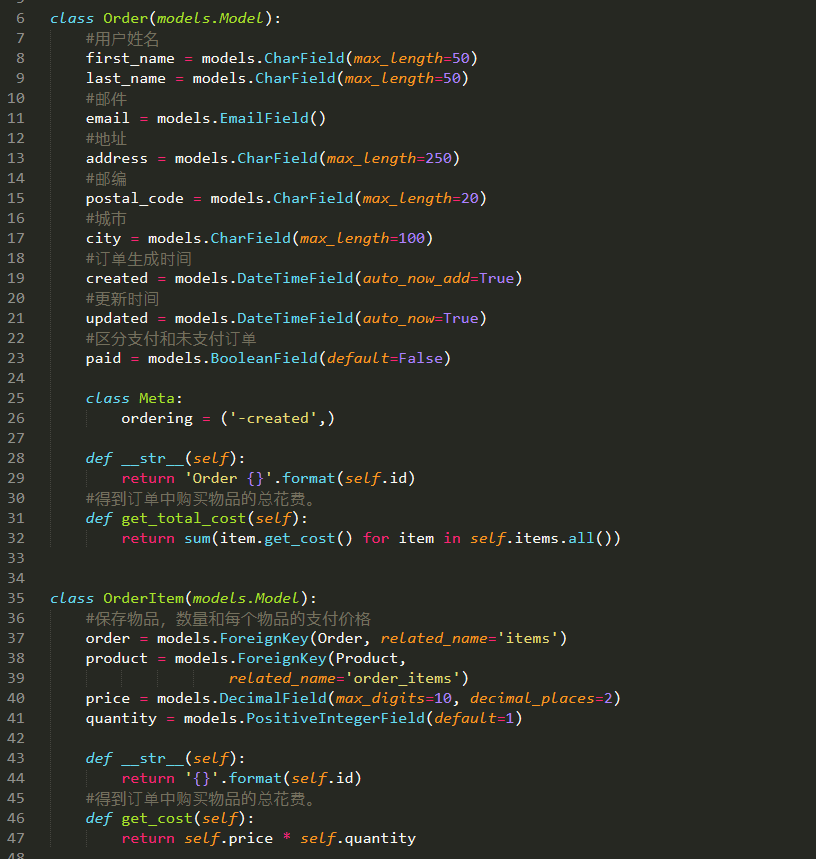 6 class Order(models.Model):
7     #用户姓名
8     first_name = models.CharField(max_length=50)
9     last_name = models.CharField(max_length=50)
10     #邮件
11     email = models.EmailField()
12     #地址
13     address = models.CharField(max_length=250)
14     #邮编
15     postal_code = models.CharField(max_length=20)
16     #城市
17     city = models.CharField(max_length=100)
18     #订单生成时间
19     created = models.DateTimeField(auto_now_add=True)
20     #更新时间
21     updated = models.DateTimeField(auto_now=True)
22     #区分支付和未支付订单
23     paid = models.BooleanField(default=False)
24
25     class Meta:
26         ordering = ('-created',)
27
28     def __str__(self):
29         return 'Order {}'.format(self.id)
30     #得到订单中购买物品的总花费。
31     def get_total_cost(self):
32         return sum(item.get_cost() for item in self.items.all())
33
34
35 class OrderItem(models.Model):
36     #保存物品，数量和每个物品的支付价格
37     order = models.ForeignKey(Order, related_name='items')
38     product = models.ForeignKey(Product,
39                     related_name='order_items')
40     price = models.DecimalField(max_digits=10, decimal_places=2)
41     quantity = models.PositiveIntegerField(default=1)
42
43     def __str__(self):
44         return '{}'.format(self.id)
45     #得到订单中购买物品的总花费。
46     def get_cost(self):
47         return self.price * self.quantity
48